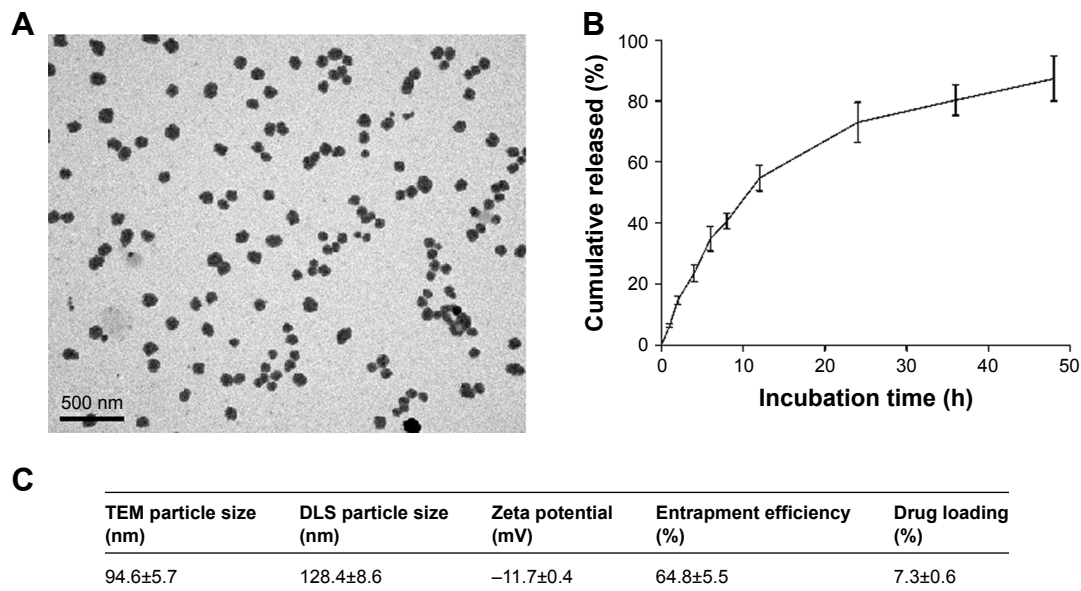 A
500 nm
B
Cumulative released (%)
100
80
60
40
20
0
0 10 20 30 40 50
Incubation time (h)
C
TEM particle size (nm) DLS particle size (nm) Zeta potential (mV) Entrapment efficiency (%) Drug loading (%)
94.6±5.7 128.4±8.6 –11.7±0.4 64.8±5.5 7.3±0.6